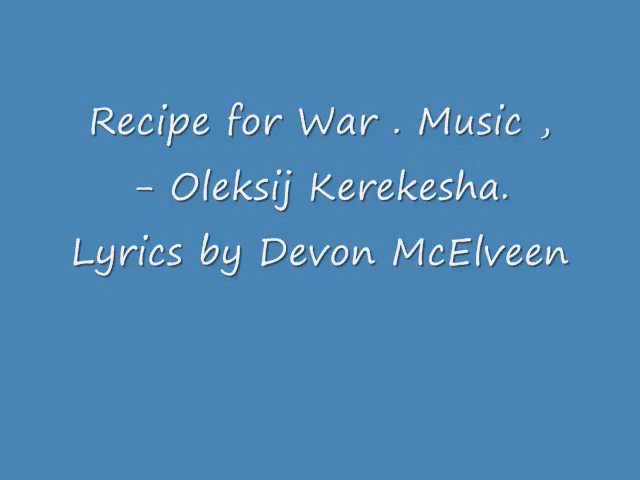 Recipe for War . Music ,
- Oleksij Kerekesha.
Lyrics by Devon McElveen